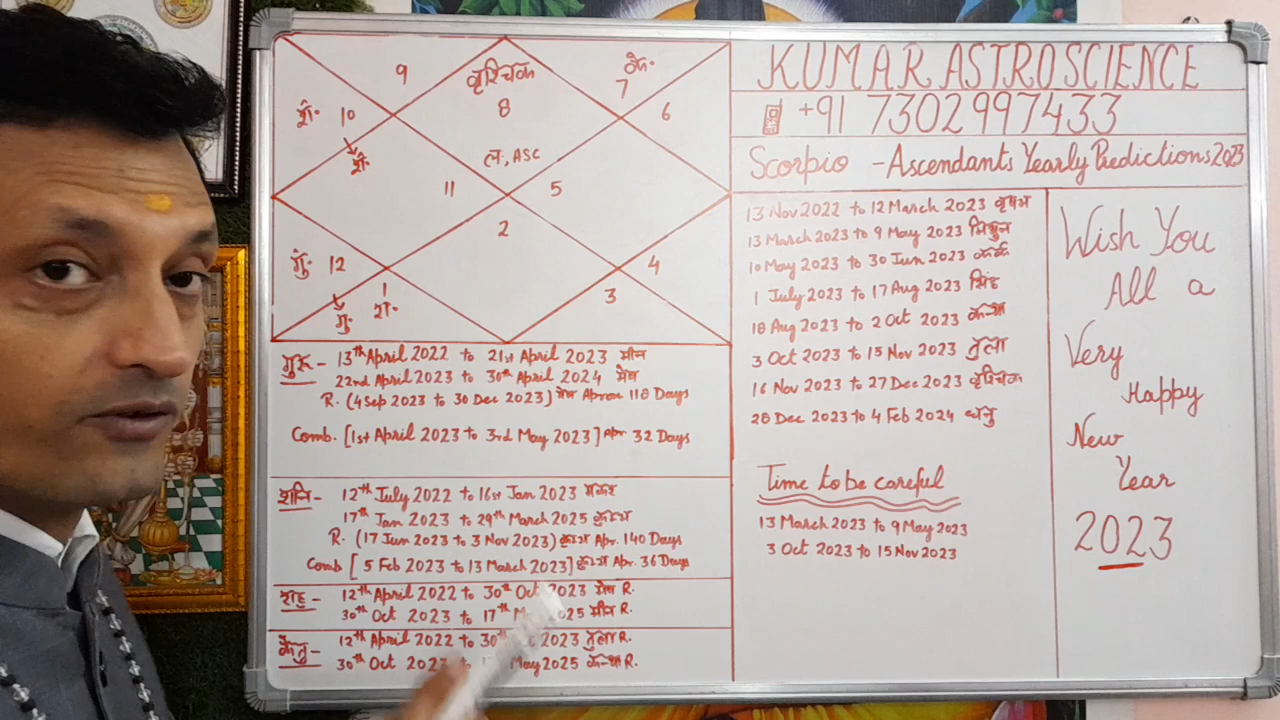 9
वृश्चिक
8
के.
7
6
श. 10
श.
ल., ASC
11
5
2
गु. 12
4
गु.
1
रा.
3
गुरू - 13th April 2022 to 21st April 2023 मीन
22nd April 2023 to 30th April 2024 मेष
R. (4 Sep 2023 to 30 Dec 2023) मेष 118 Days
Comb. [1st April 2023 to 3rd May 2023] Apr. 32 Days
शनि - 12th July 2022 to 16st Jan 2023 मकर
17th Jan 2023 to 29th March 2025 कुम्भ
R. (17 Jun 2023 to 3 Nov 2023) कुम्भ Apr. 140 Days
Comb [5 Feb 2023 to 13 March 2023] कुम्भ Apr. 36 Days
राहु - 12th April 2022 to 30th Oct 2023 मेष R.
30th Oct 2023 to 17th 2025 मीन R.
केतु - 12th April 2022 to 30th 2023 तुला R.
30th Oct 2023 to May 2025 कन्या R.
KUMAR ASTROSCIENCE
+91 7302997433
Scorpio - Ascendants Yearly Predictions 2023
13 Nov 2022 to 12 March 2023 वृषभ
13 March 2023 to 9 May 2023 मिथुन
10 May 2023 to 30 Jun 2023 कर्क
1 July 2023 to 17 Aug 2023 सिंह
18 Aug 2023 to 2 Oct 2023 कन्या
3 Oct 2023 to 15 Nov 2023 तुला
16 Nov 2023 to 27 Dec 2023 वृश्चिक
28 Dec 2023 to 4 Feb 2024 धनु
Time to be careful
13 March 2023 to 9 May 2023
3 Oct 2023 to 15 Nov 2023
Wish You
All a
Very
Happy
New
Year
2023